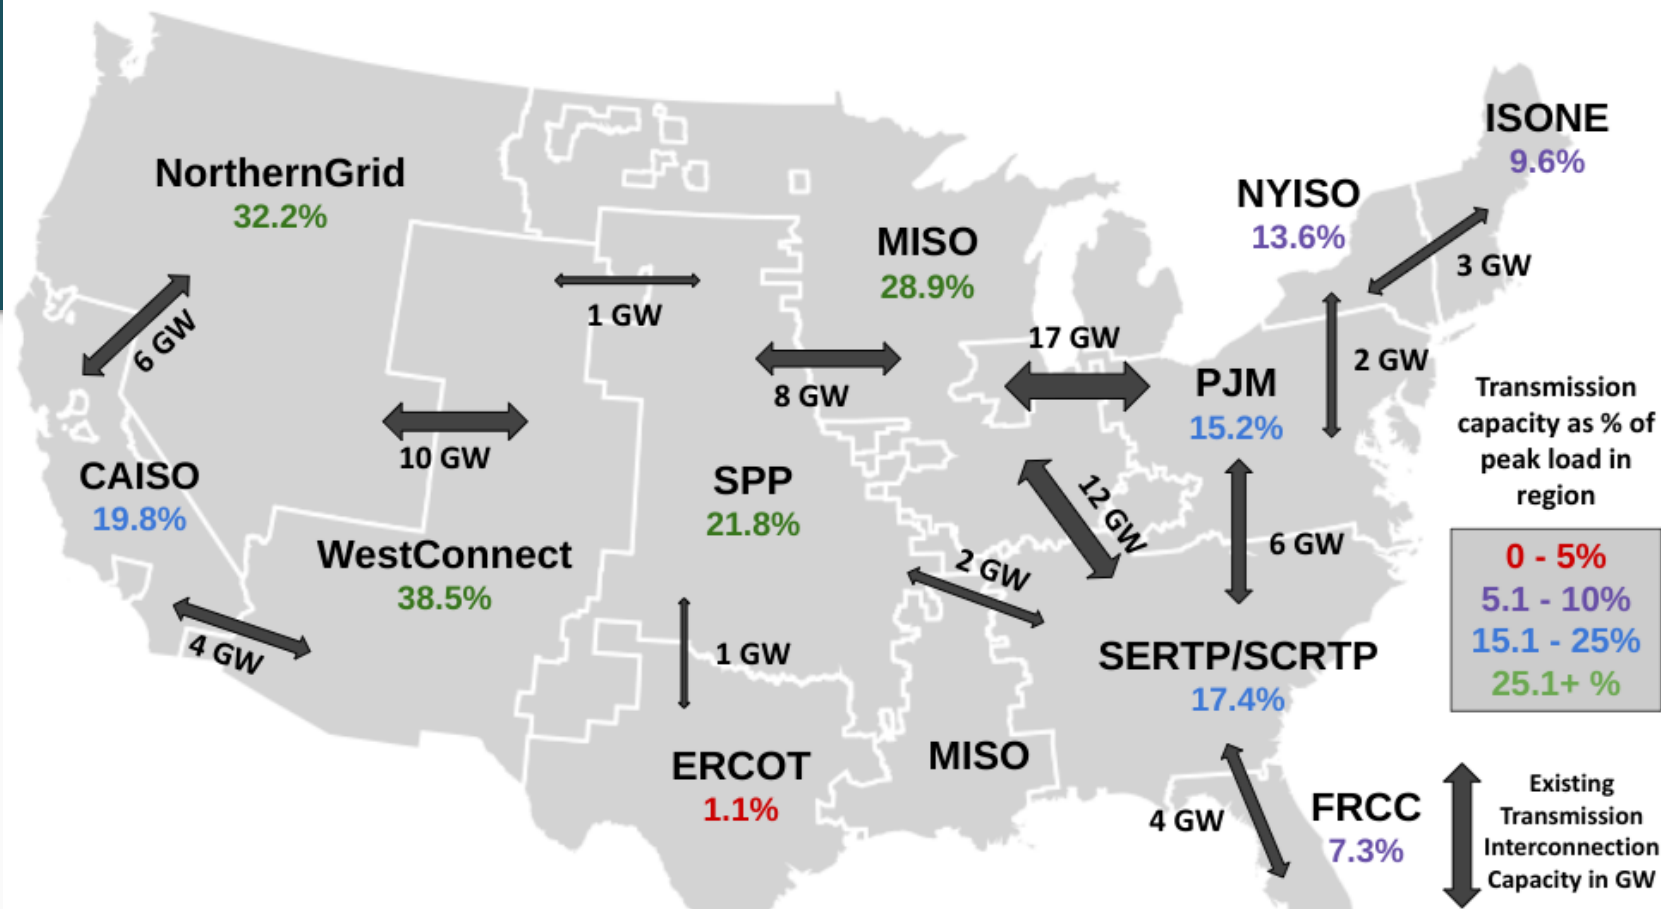 ISONE
9.6%
NorthernGrid
32.2%
NYISO
13.6%
MISO
28.9%
3 GW
1 GW
6 GW
17 GW
2 GW
8 GW
PJM
15.2%
10 GW
CAISO
19.8%
SPP
21.8%
12 GW
6 GW
WestConnect
38.5%
2 GW
4 GW
1 GW
SERTP/SCRTP
17.4%
ERCOT
1.1%
MISO
4 GW
FRCC
7.3%
Transmission
capacity as % of
peak load in
region
0 - 5%
5.1 - 10%
15.1 - 25%
25.1+ %
Existing
Transmission
Interconnection
Capacity in GW